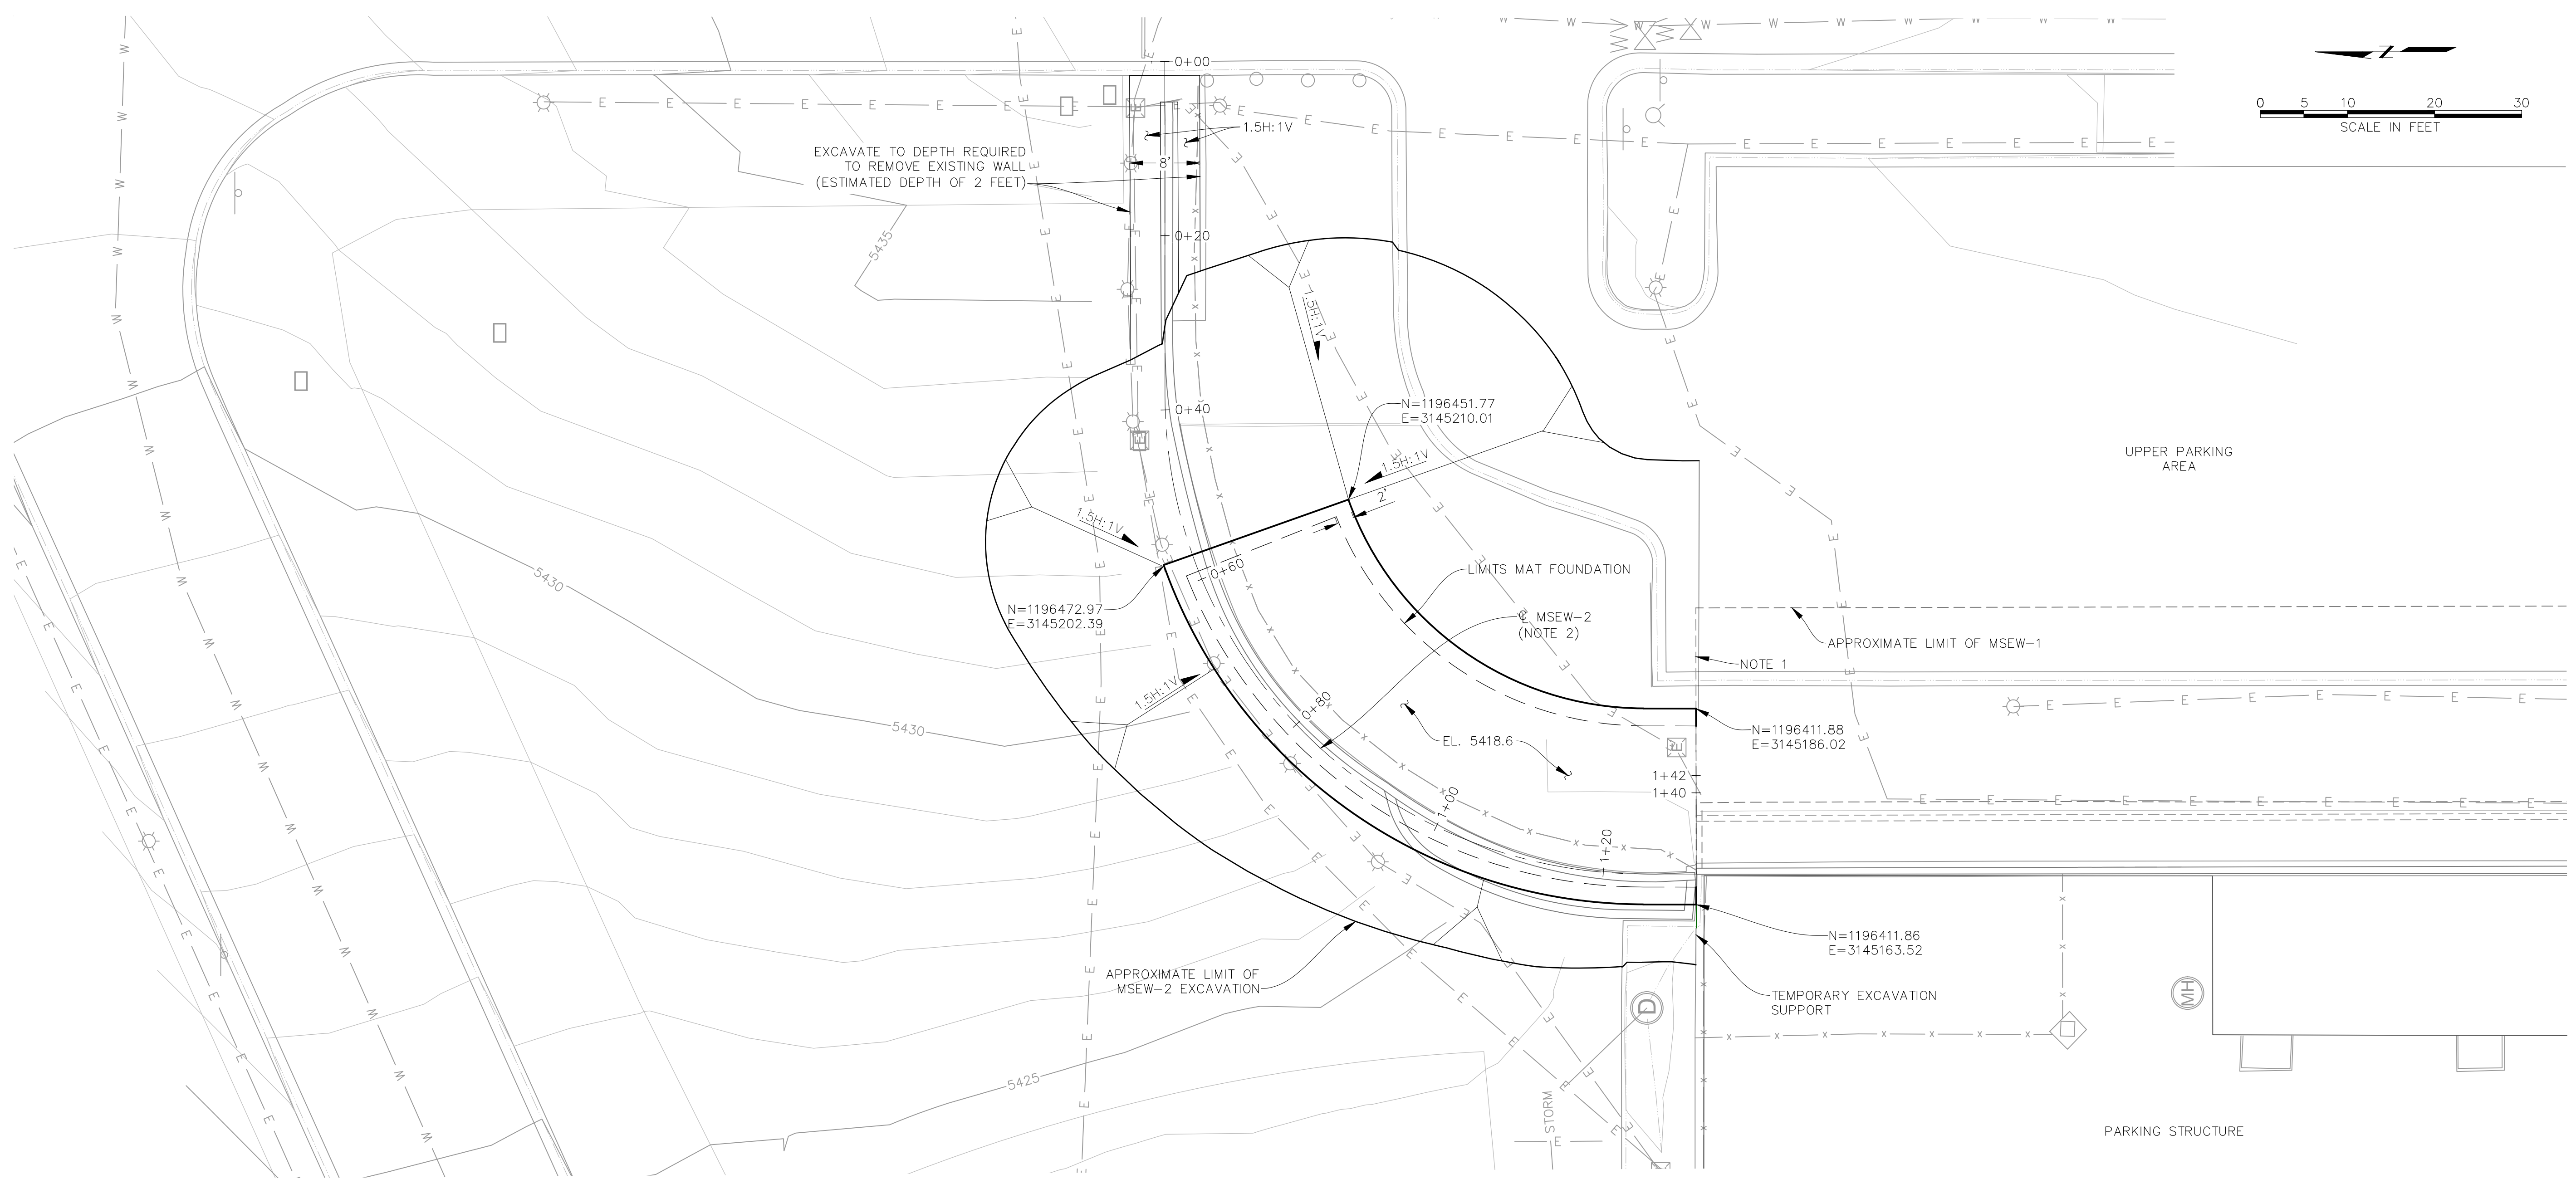 0+00
Z
0 5 10 20 30
SCALE IN FEET
1.5H:1V
EXCAVATE TO DEPTH REQUIRED
TO REMOVE EXISTING WALL
(ESTIMATED DEPTH OF 2 FEET)
8'
0+20
5435
1.5H:1V
0+40
N=1196451.77
E=3145210.01
UPPER PARKING
AREA
1.5H:1V
2'
1.5H:1V
5430
0+60
LIMITS MAT FOUNDATION
N=1196472.97
E=3145202.39
℄ MSEW-2
(NOTE 2)
APPROXIMATE LIMIT OF MSEW-1
NOTE 1
1.5H:1V
0+80
5430
N=1196411.88
E=3145186.02
EL. 5418.6
1+42
1+40
1+00
1+20
N=1196411.86
E=3145163.52
APPROXIMATE LIMIT OF
MSEW-2 EXCAVATION
TEMPORARY EXCAVATION
SUPPORT
D
MH
5425
STORM
PARKING STRUCTURE